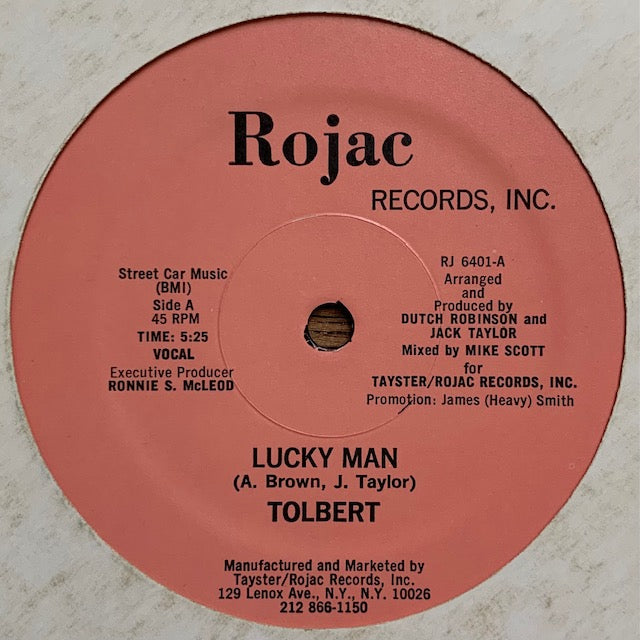 Rojac
RECORDS, INC.
Street Car Music
(BMI)
Side A
45 RPM
TIME: 5:25
VOCAL
Executive Producer
RONNIE S. McLEOD
RJ 6401-A
Arranged
and
Produced by
DUTCH ROBINSON and
JACK TAYLOR
Mixed by MIKE SCOTT
for
TAYSTER/ROJAC RECORDS, INC.
Promotion: James (Heavy) Smith
LUCKY MAN
(A. Brown, J. Taylor)
TOLBERT
Manufactured and Marketed by
Tayster/Rojac Records, Inc.
129 Lenox Ave., N.Y., N.Y. 10026
212 866-1150